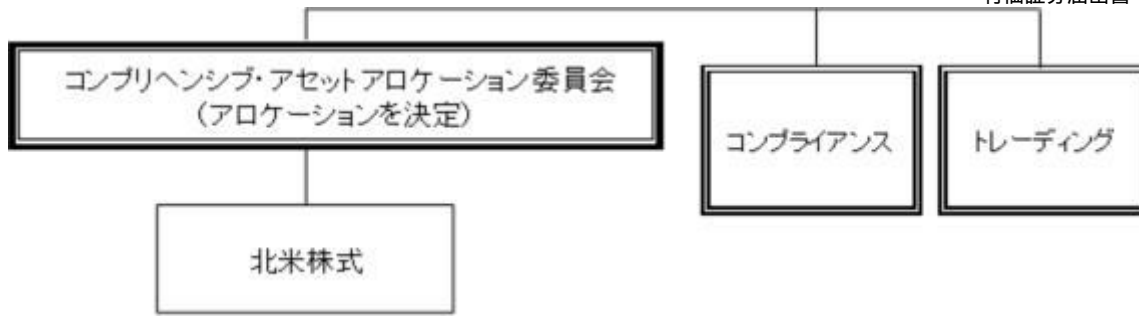 コンプリヘンシブ・アセットアロケーション委員会
（アロケーションを決定）
コンプライアンス
トレーディング
北米株式